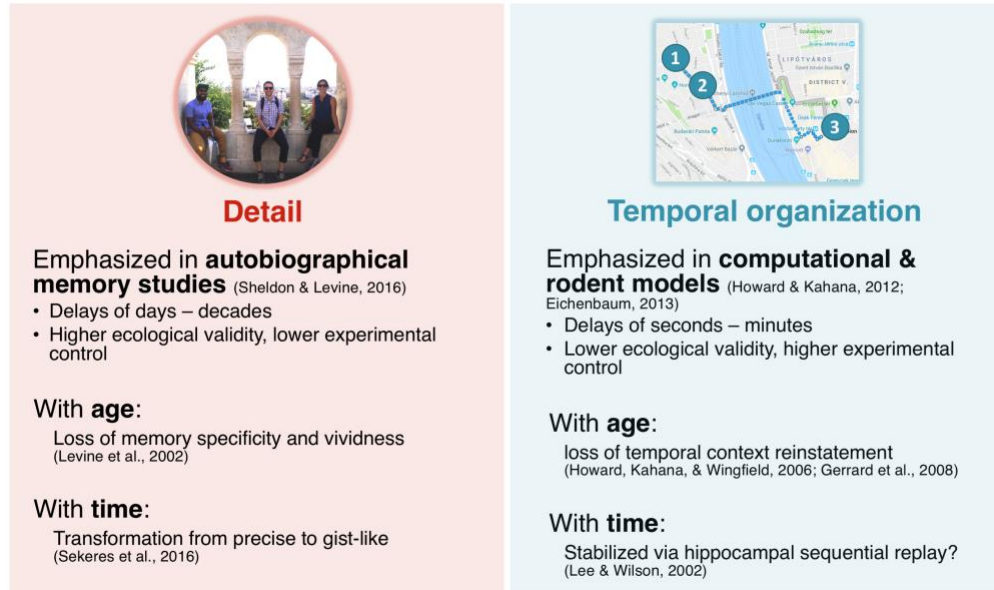 Detail
Emphasized in autobiographical
memory studies (Sheldon & Levine, 2016)
• Delays of days – decades
• Higher ecological validity, lower experimental
control
With age:
Loss of memory specificity and vividness
(Levine et al., 2002)
With time:
Transformation from precise to gist-like
(Sekeres et al., 2016)
1
2
3
LIPÓTVÁROS
DISTRICT V
Temporal organization
Emphasized in computational &
rodent models (Howard & Kahana, 2012;
Eichenbaum, 2013)
• Delays of seconds – minutes
• Lower ecological validity, higher experimental
control
With age:
loss of temporal context reinstatement
(Howard, Kahana, & Wingfield, 2006; Gerrard et al., 2008)
With time:
Stabilized via hippocampal sequential replay?
(Lee & Wilson, 2002)